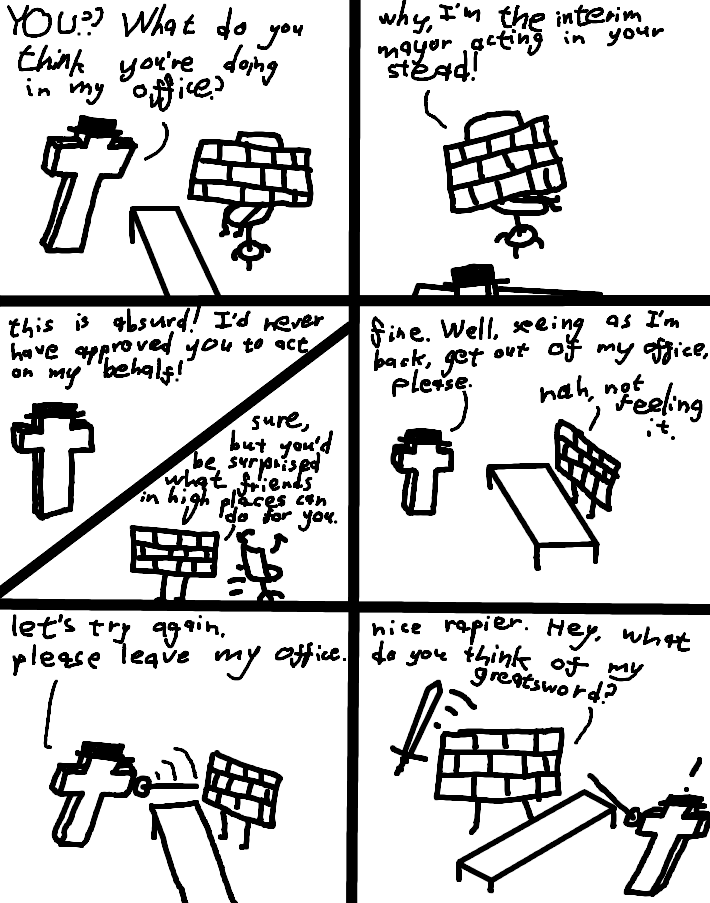 YOU?? What do you
think you're doing
in my office?
why, I'm the interim
mayor acting in your
stead!
this is absurd! I'd never
have approved you to act
on my behalf!
sure,
but you'd
be surprised
what friends
in high places can
do for you.
fine. Well, seeing as I'm
back, get out of my office,
please.
nah, not
feeling
it.
let's try again.
please leave my office.
nice rapier. Hey, what
do you think of my
greatsword?
!